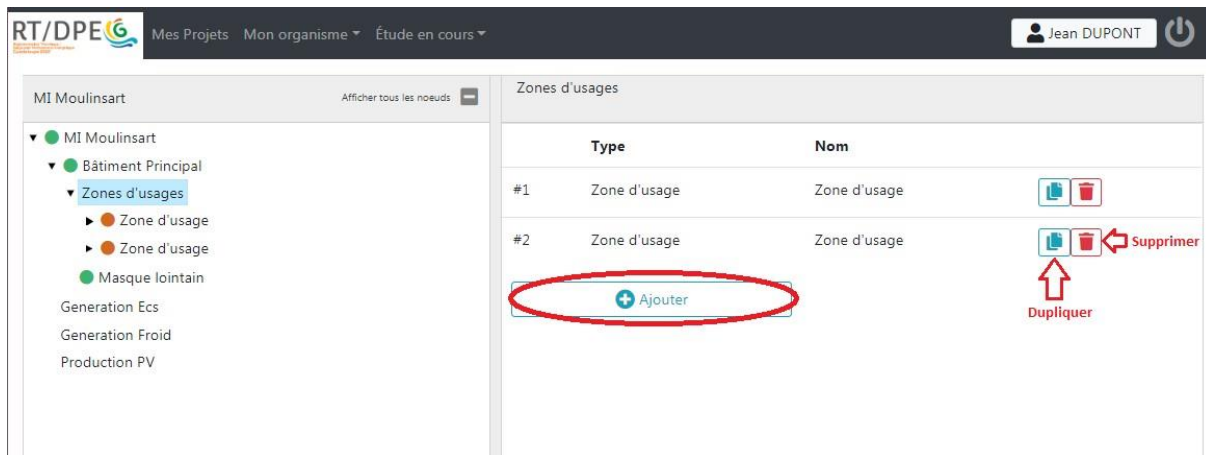 RT/DPE G Mes Projets Mon organisme Étude en cours Jean DUPONT
MI Moulinsart Afficher tous les noeuds
Zones d'usages
MI Moulinsart
Bâtiment Principal
Zones d'usages
Zone d'usage
Zone d'usage
Masque lointain
Generation Ecs
Generation Froid
Production PV
Type Nom
#1 Zone d'usage Zone d'usage
#2 Zone d'usage Zone d'usage Supprimer
Ajouter
Dupliquer